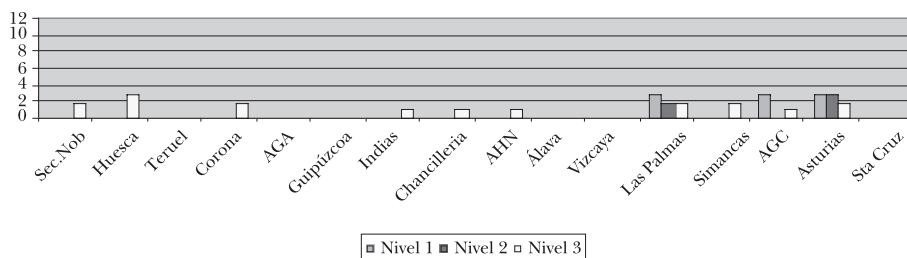 12
10
8
6
4
2
0
Sec.Nob
Huesca
Teruel
Corona
AGA
Guipúzcoa
Indias
Chancilleria
AHN
Álava
Vizcaya
Las Palmas
Simancas
AGC
Asturias
Sta Cruz
Nivel 1 Nivel 2 Nivel 3